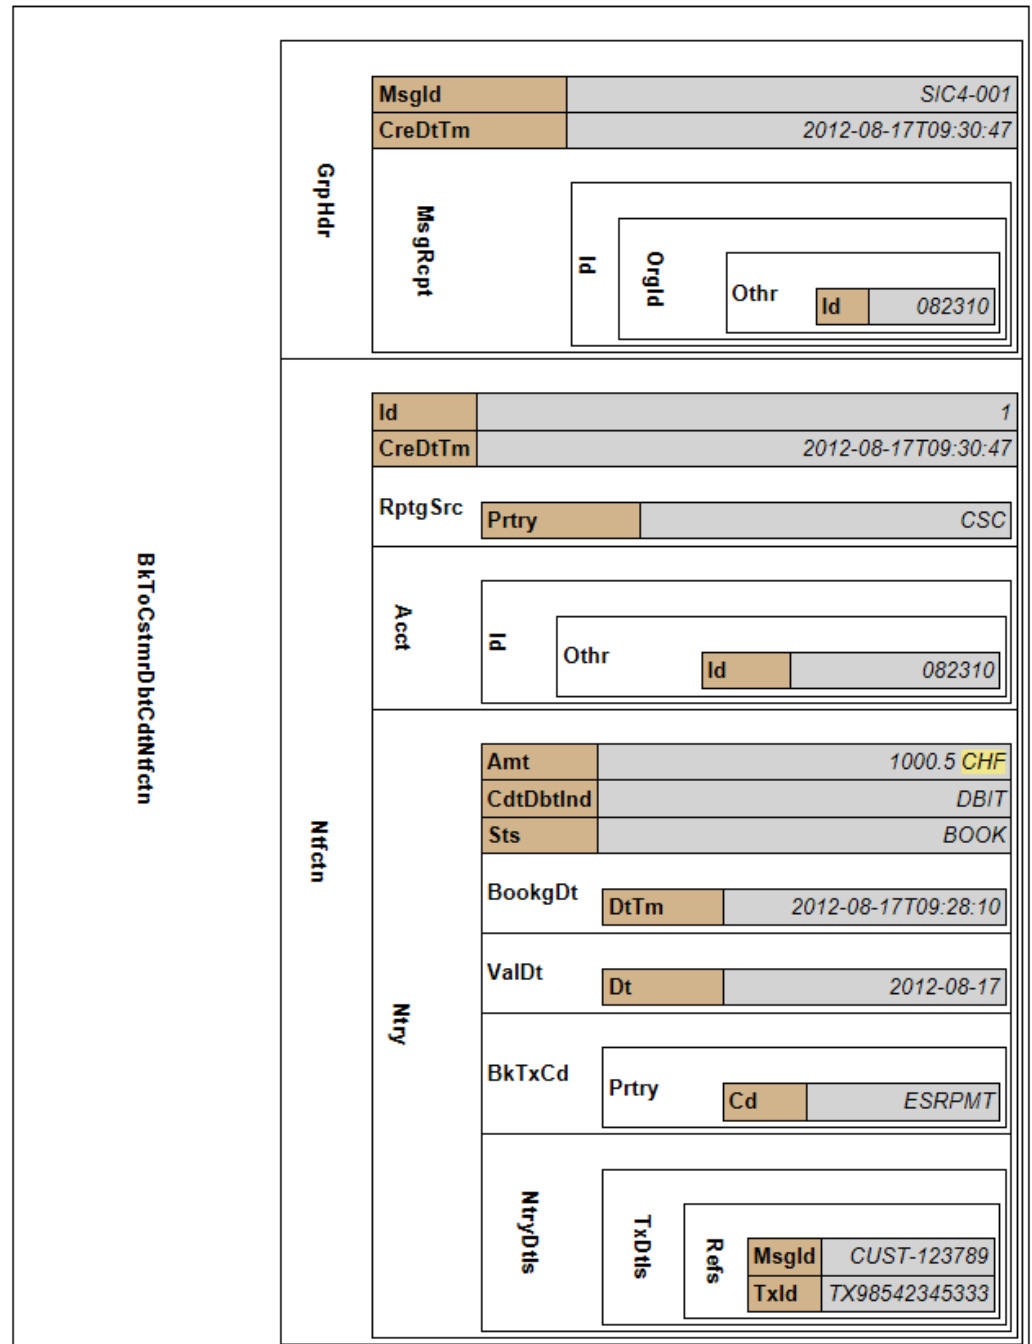 BkToCstmrDbtCdtNtfctn
GrpHdr
MsgId SIC4-001
CreDtTm 2012-08-17T09:30:47
MsgRcpt
Id
OrgId
Othr
Id 082310
Ntfctn
Id 1
CreDtTm 2012-08-17T09:30:47
RptgSrc
Prtry CSC
Acct
Id
Othr
Id 082310
Ntry
Amt 1000.5 CHF
CdtDbtInd DBIT
Sts BOOK
BookgDt
DtTm 2012-08-17T09:28:10
ValDt
Dt 2012-08-17
BkTxCd
Prtry
Cd ESRPMT
NtryDtls
TxDtls
Refs
MsgId CUST-123789
TxId TX98542345333